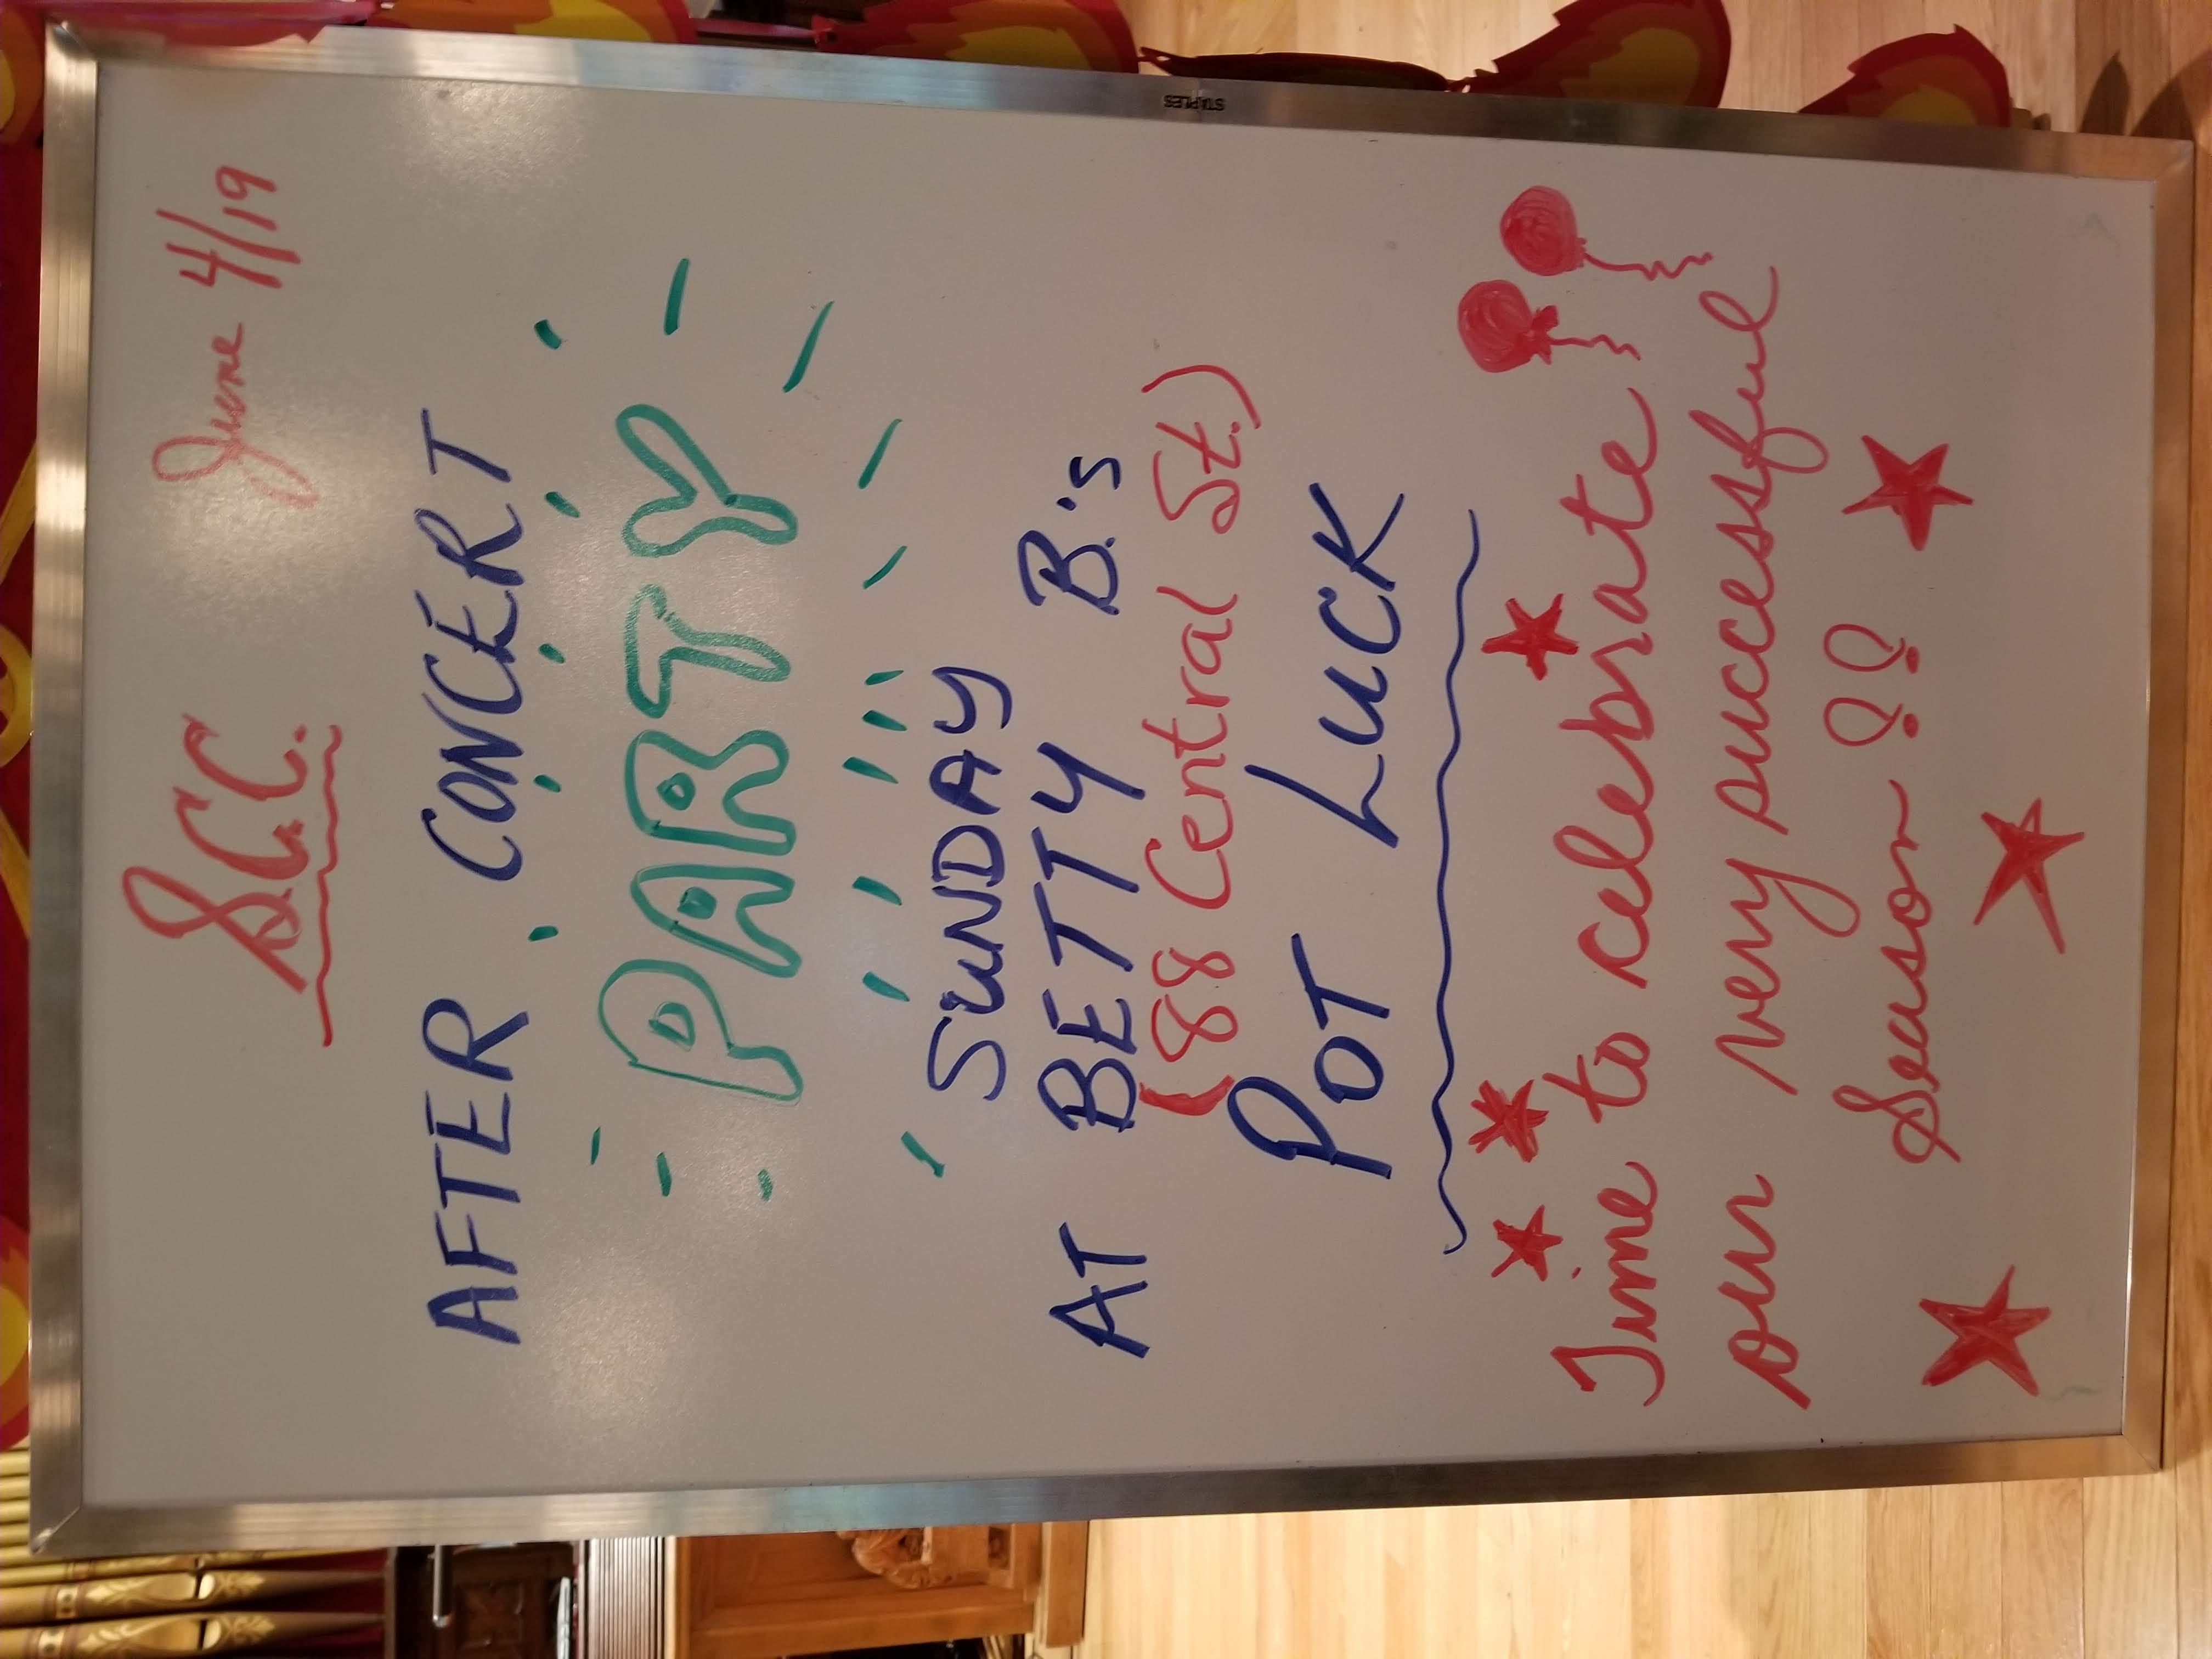 S.C.C. June 4/19
AFTER CONCERT
PARTY
SUNDAY
AT BETTY B.'s
(88 Central St.)
POT LUCK
Time to celebrate
our very successful
Season!!
STAPLES